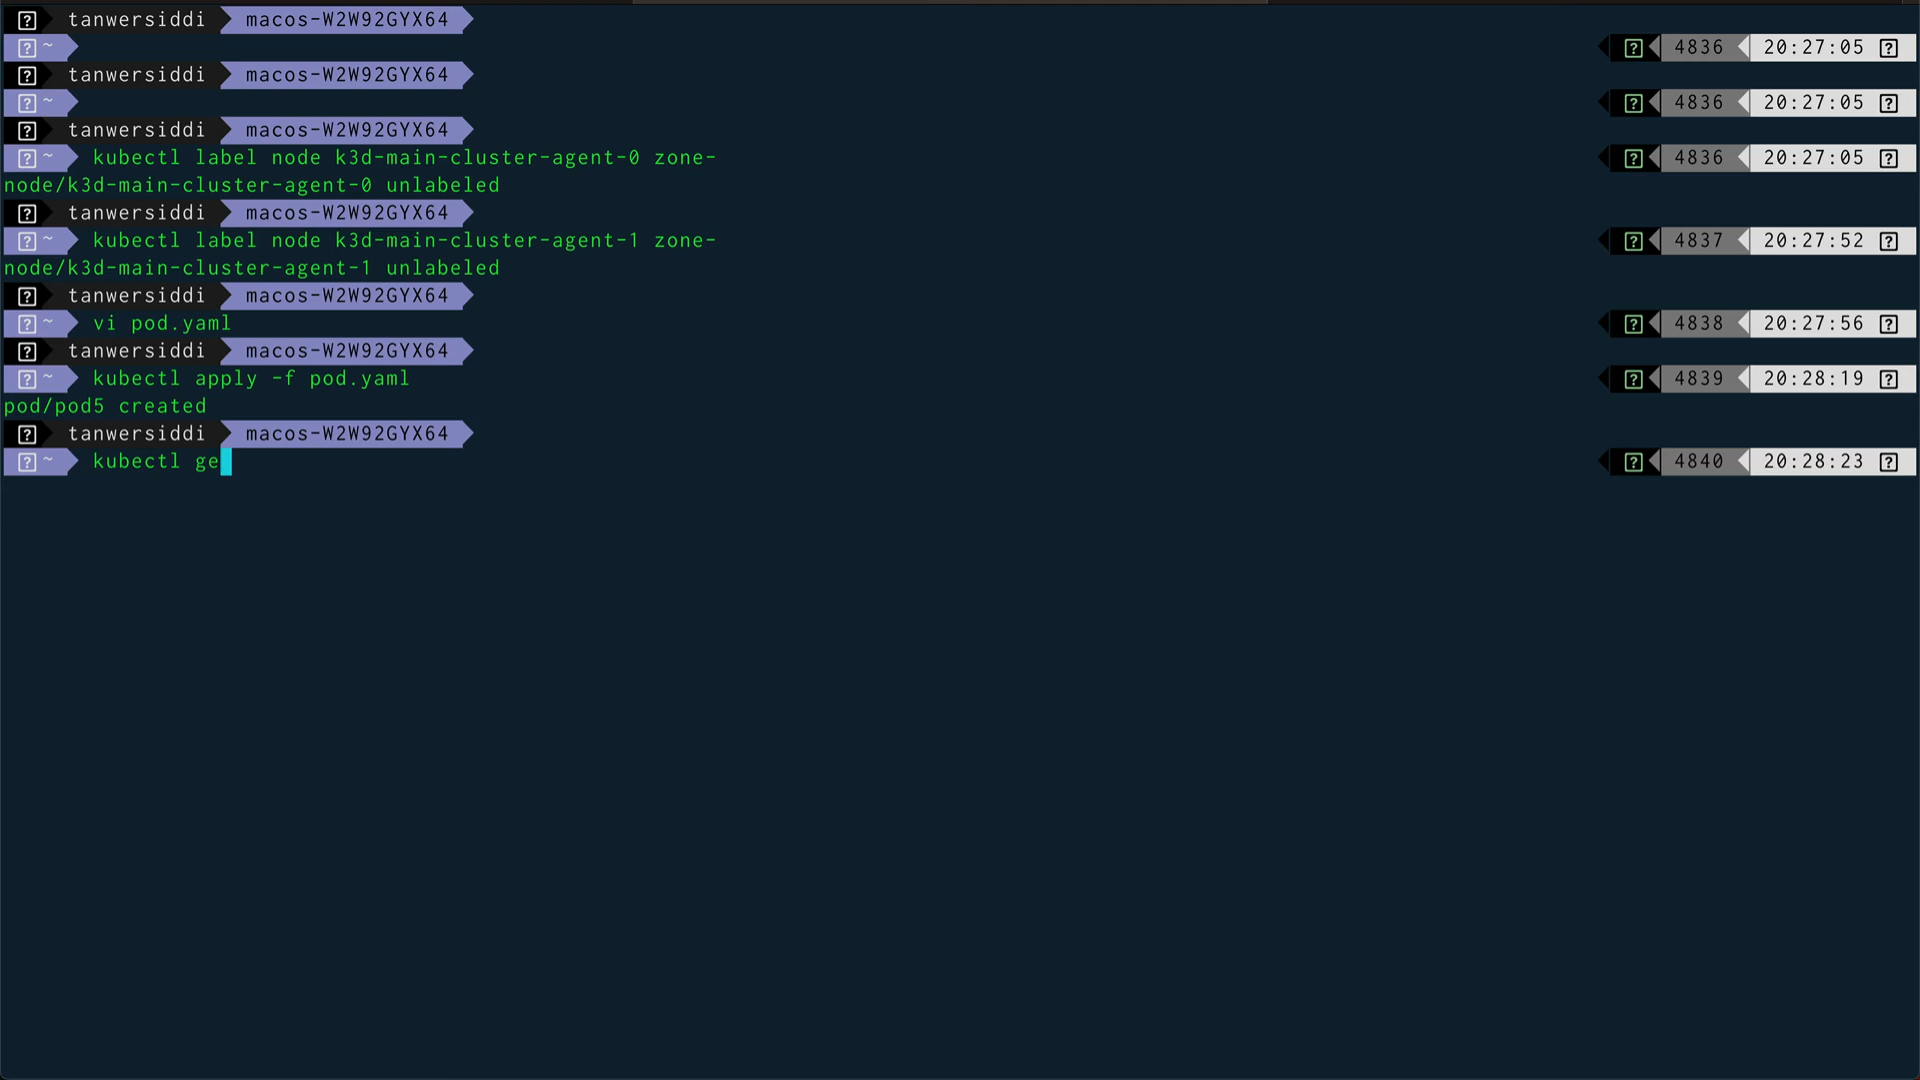 tanwersiddi macos-W2W92GYX64
~ 4836 20:27:05
tanwersiddi macos-W2W92GYX64
~ 4836 20:27:05
tanwersiddi macos-W2W92GYX64
~ kubectl label node k3d-main-cluster-agent-0 zone- 4836 20:27:05
node/k3d-main-cluster-agent-0 unlabeled
tanwersiddi macos-W2W92GYX64
~ kubectl label node k3d-main-cluster-agent-1 zone- 4837 20:27:52
node/k3d-main-cluster-agent-1 unlabeled
tanwersiddi macos-W2W92GYX64
~ vi pod.yaml 4838 20:27:56
tanwersiddi macos-W2W92GYX64
~ kubectl apply -f pod.yaml 4839 20:28:19
pod/pod5 created
tanwersiddi macos-W2W92GYX64
~ kubectl ge 4840 20:28:23